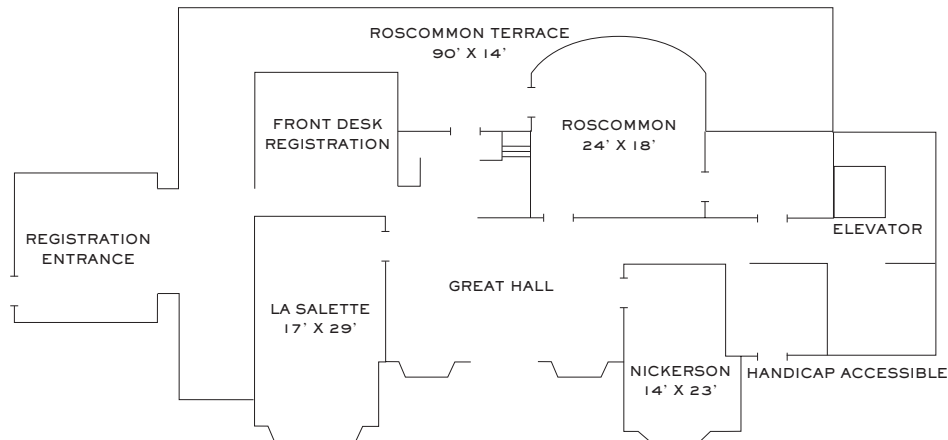 ROSCOMMON TERRACE
90' X 14'
FRONT DESK
REGISTRATION
ROSCOMMON
24' X 18'
REGISTRATION
ENTRANCE
ELEVATOR
LA SALETTE
17' X 29'
GREAT HALL
NICKERSON
14' X 23'
HANDICAP ACCESSIBLE